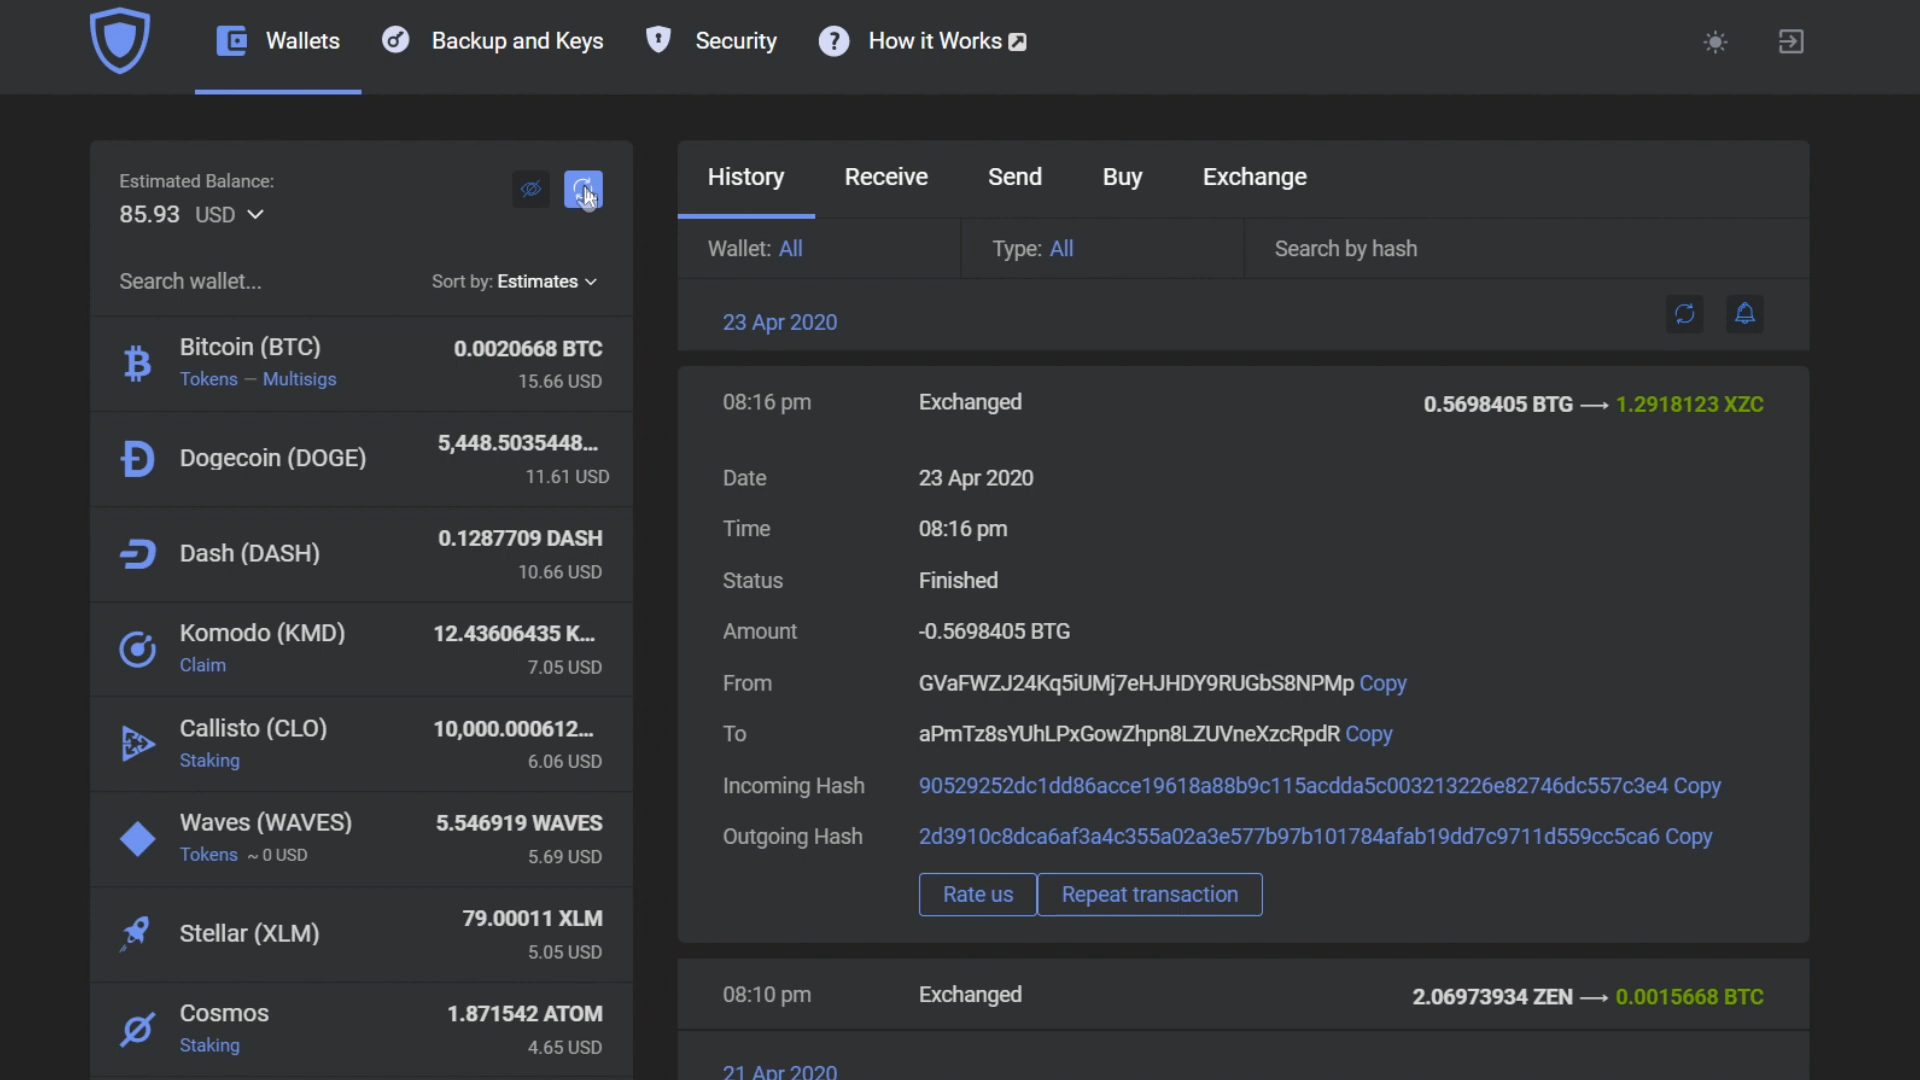 Wallets
Backup and Keys
Security
How it Works
Estimated Balance:
85.93 USD
Search wallet...
Sort by: Estimates
Bitcoin (BTC)
0.0020668 BTC
Tokens — Multisigs
15.66 USD
Dogecoin (DOGE)
5,448.5035448...
11.61 USD
Dash (DASH)
0.1287709 DASH
10.66 USD
Komodo (KMD)
12.43606435 K...
Claim
7.05 USD
Callisto (CLO)
10,000.000612...
Staking
6.06 USD
Waves (WAVES)
5.546919 WAVES
Tokens ~ 0 USD
5.69 USD
Stellar (XLM)
79.00011 XLM
5.05 USD
Cosmos
1.871542 ATOM
Staking
4.65 USD
History
Receive
Send
Buy
Exchange
Wallet: All
Type: All
Search by hash
23 Apr 2020
08:16 pm
Exchanged
0.5698405 BTG → 1.2918123 XZC
Date
23 Apr 2020
Time
08:16 pm
Status
Finished
Amount
-0.5698405 BTG
From
GVaFWZJ24Kq5iUMj7eHJHDY9RUGbS8NPMp Copy
To
aPmTz8sYUhLPxGowZhpn8LZUVneXzcRpdR Copy
Incoming Hash
90529252dc1dd86acce19618a88b9c115acdda5c003213226e82746dc557c3e4 Copy
Outgoing Hash
2d3910c8dca6af3a4c355a02a3e577b97b101784afab19dd7c9711d559cc5ca6 Copy
Rate us
Repeat transaction
08:10 pm
Exchanged
2.06973934 ZEN → 0.0015668 BTC
21 Apr 2020